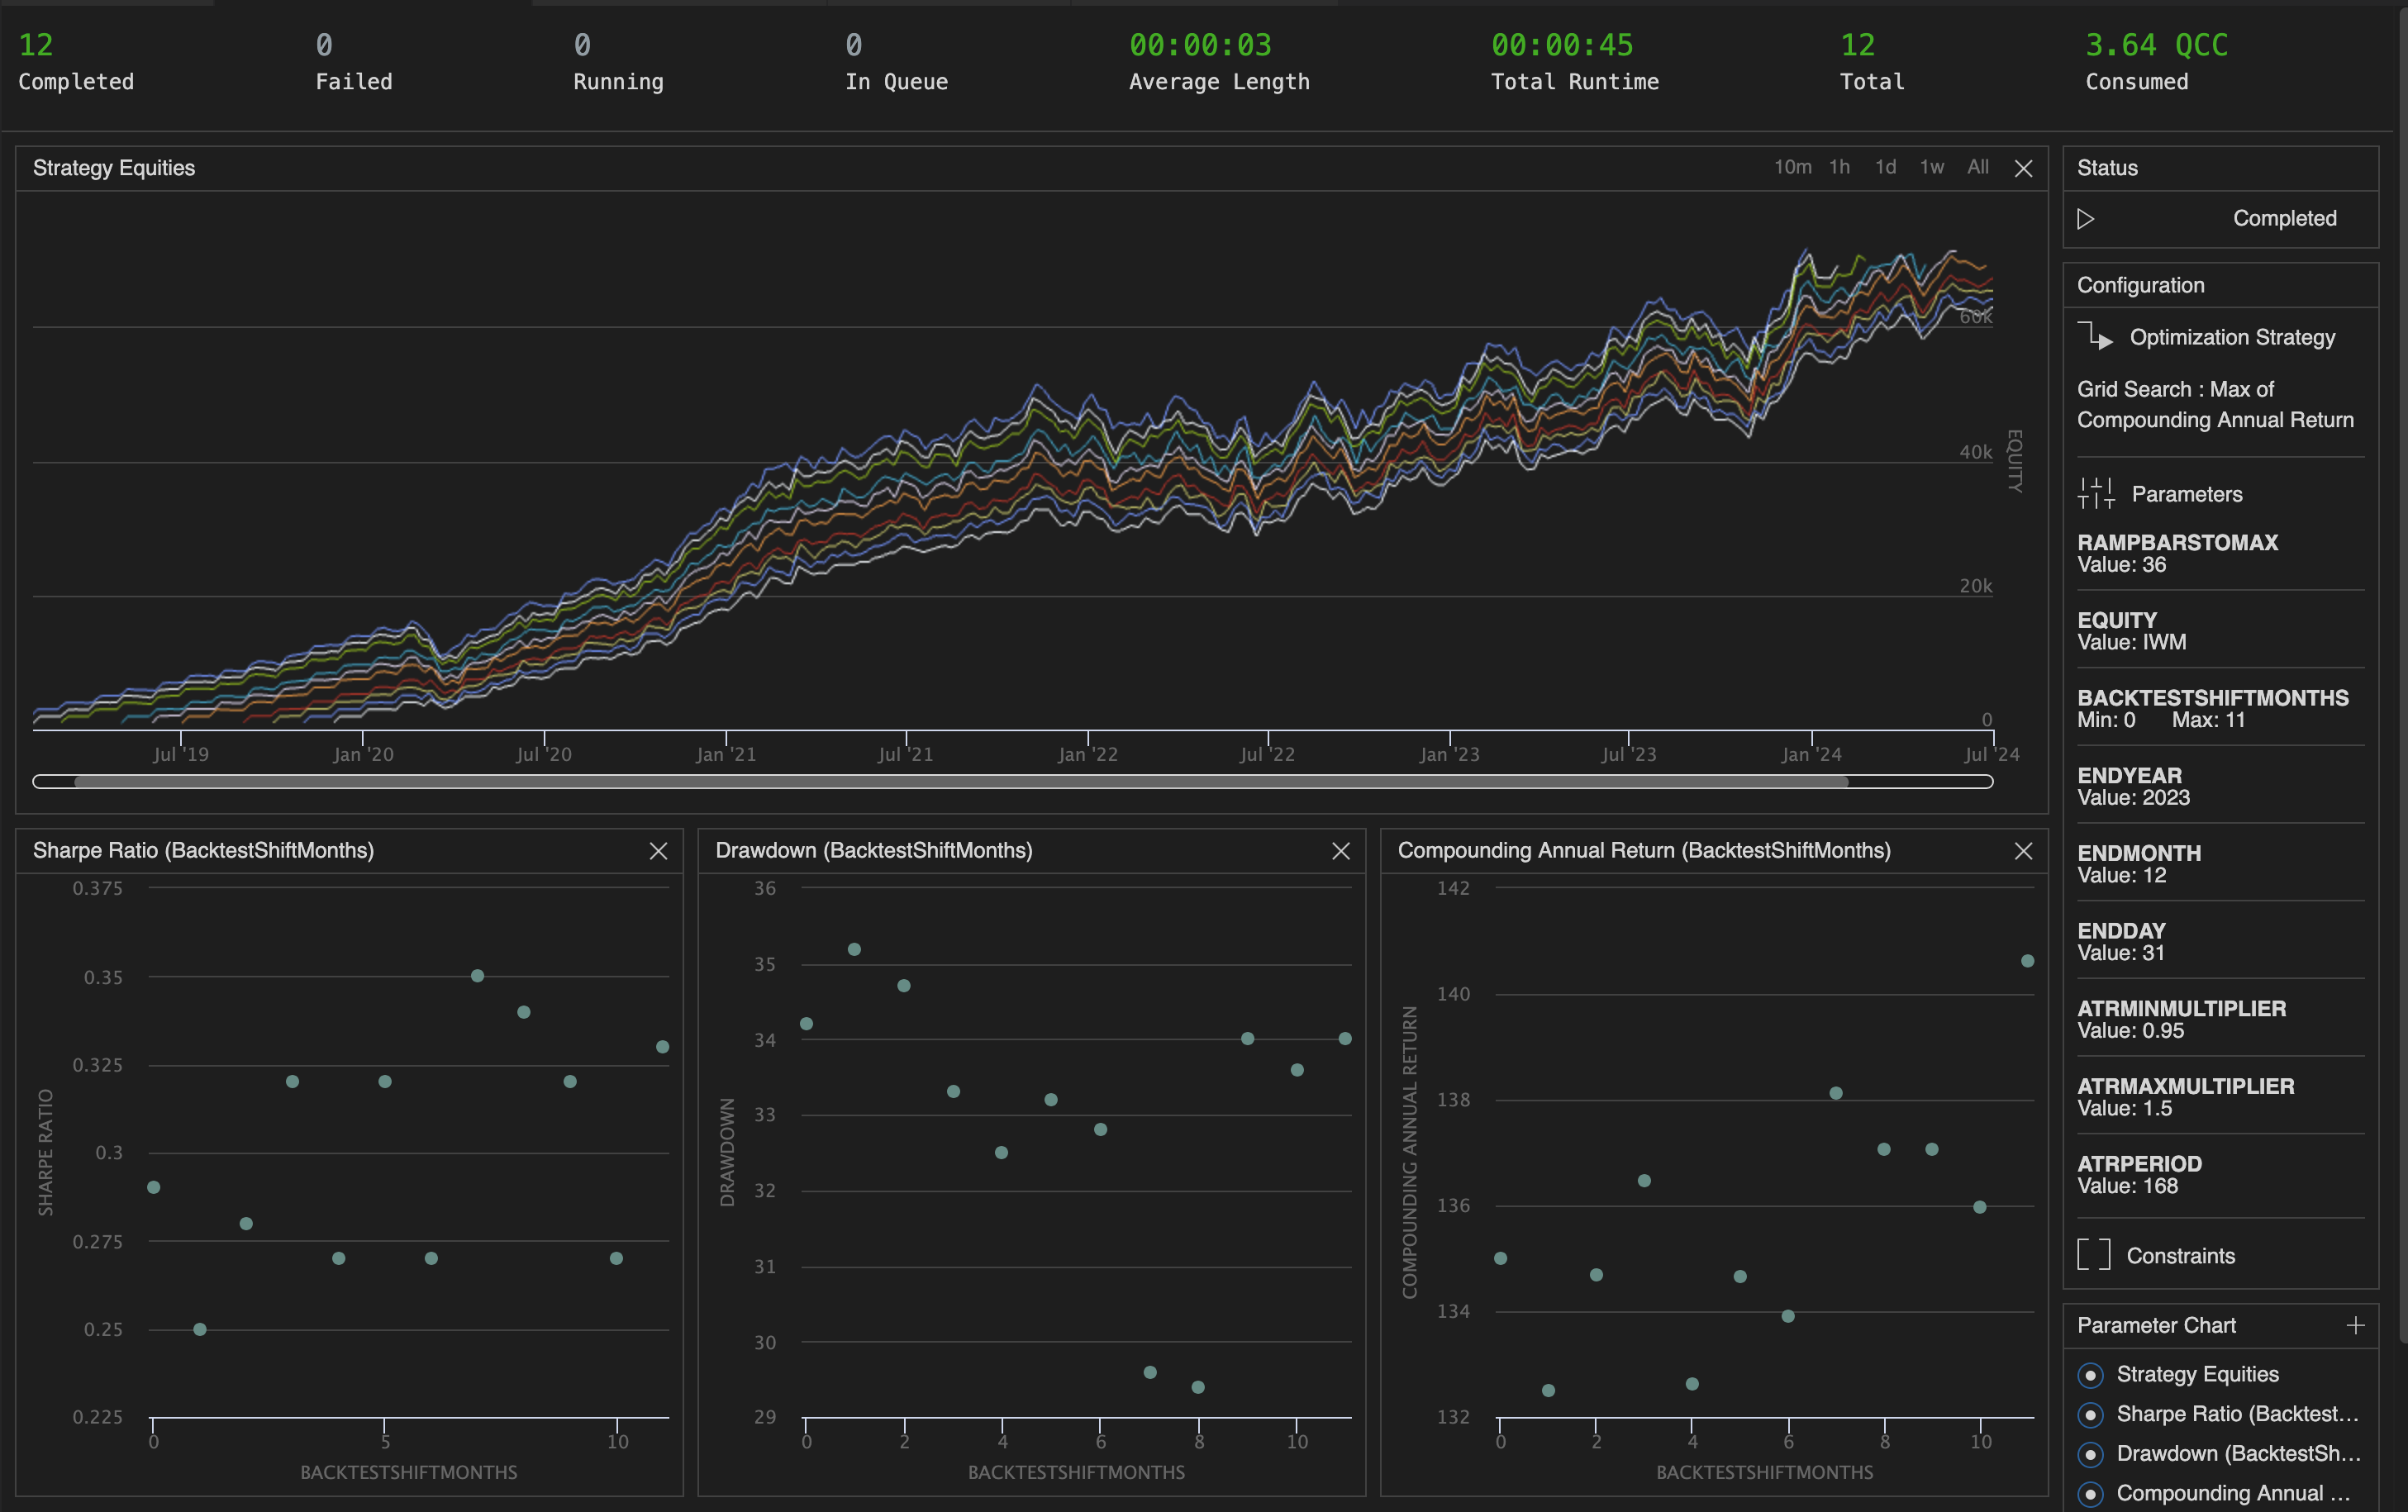 12
Completed
0
Failed
0
Running
0
In Queue
00:00:03
Average Length
00:00:45
Total Runtime
12
Total
3.64 QCC
Consumed
Strategy Equities
10m 1h 1d 1w All
60k
40k
20k
0
EQUITY
Jul '19 Jan '20 Jul '20 Jan '21 Jul '21 Jan '22 Jul '22 Jan '23 Jul '23 Jan '24 Jul '24
Sharpe Ratio (BacktestShiftMonths)
0.375
0.35
0.325
0.3
0.275
0.25
0.225
SHARPE RATIO
0 5 10
BACKTESTSHIFTMONTHS
Drawdown (BacktestShiftMonths)
36
35
34
33
32
31
30
29
DRAWDOWN
0 2 4 6 8 10
BACKTESTSHIFTMONTHS
Compounding Annual Return (BacktestShiftMonths)
142
140
138
136
134
132
COMPOUNDING ANNUAL RETURN
0 2 4 6 8 10
BACKTESTSHIFTMONTHS
Status
Completed
Configuration
Optimization Strategy
Grid Search : Max of
Compounding Annual Return
Parameters
RAMPBARSTOMAX
Value: 36
EQUITY
Value: IWM
BACKTESTSHIFTMONTHS
Min: 0 Max: 11
ENDYEAR
Value: 2023
ENDMONTH
Value: 12
ENDDAY
Value: 31
ATRMINMULTIPLIER
Value: 0.95
ATRMAXMULTIPLIER
Value: 1.5
ATRPERIOD
Value: 168
Constraints
Parameter Chart
Strategy Equities
Sharpe Ratio (Backtest...
Drawdown (BacktestSh...
Compounding Annual ...